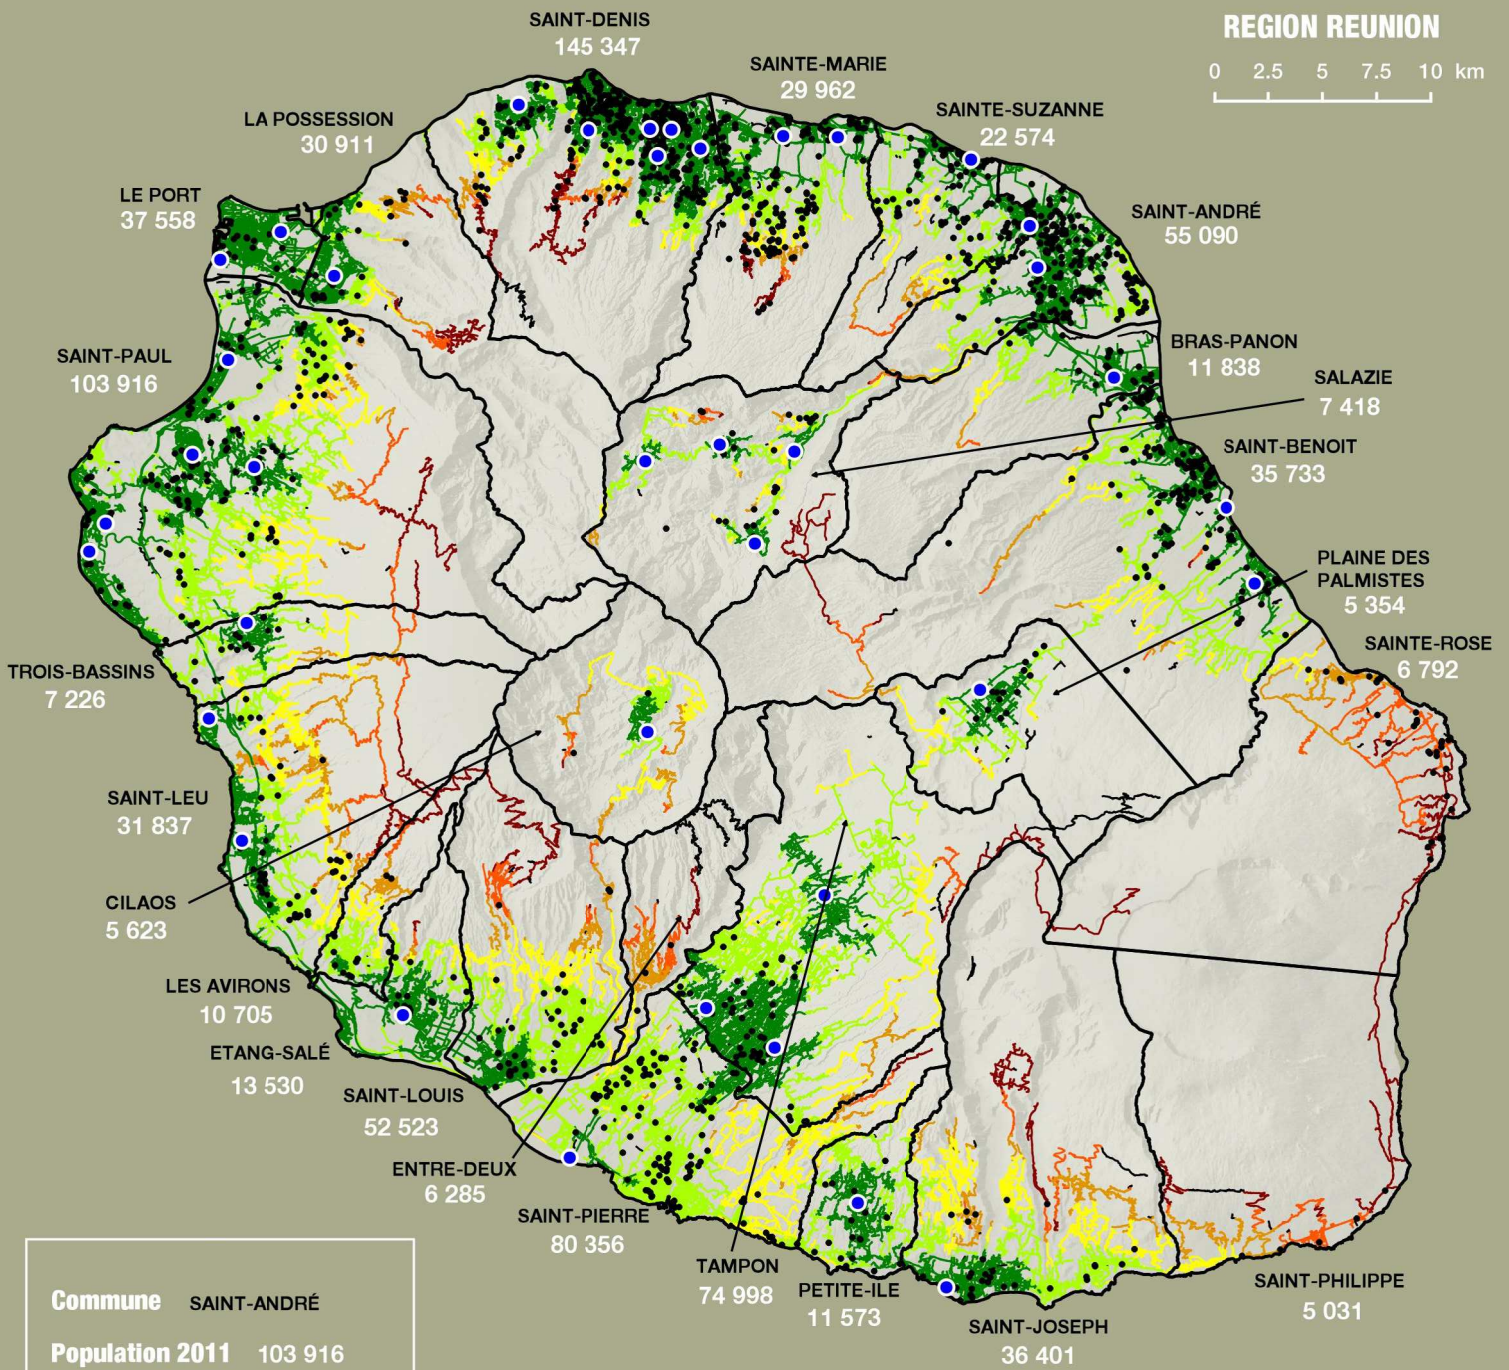 REGION REUNION
0 2.5 5 7.5 10 km
SAINT-DENIS
145 347
SAINTE-MARIE
29 962
SAINTE-SUZANNE
22 574
LA POSSESSION
30 911
LE PORT
37 558
SAINT-ANDRÉ
55 090
BRAS-PANON
11 838
SAINT-PAUL
103 916
SALAZIE
7 418
SAINT-BENOIT
35 733
PLAINE DES
PALMISTES
5 354
SAINTE-ROSE
6 792
TROIS-BASSINS
7 226
SAINT-LEU
31 837
CILAOS
5 623
LES AVIRONS
10 705
ETANG-SALÉ
13 530
SAINT-LOUIS
52 523
ENTRE-DEUX
6 285
SAINT-PIERRE
80 356
TAMPON
74 998
PETITE-ILE
11 573
SAINT-JOSEPH
36 401
SAINT-PHILIPPE
5 031
Commune SAINT-ANDRÉ
Population 2011 103 916